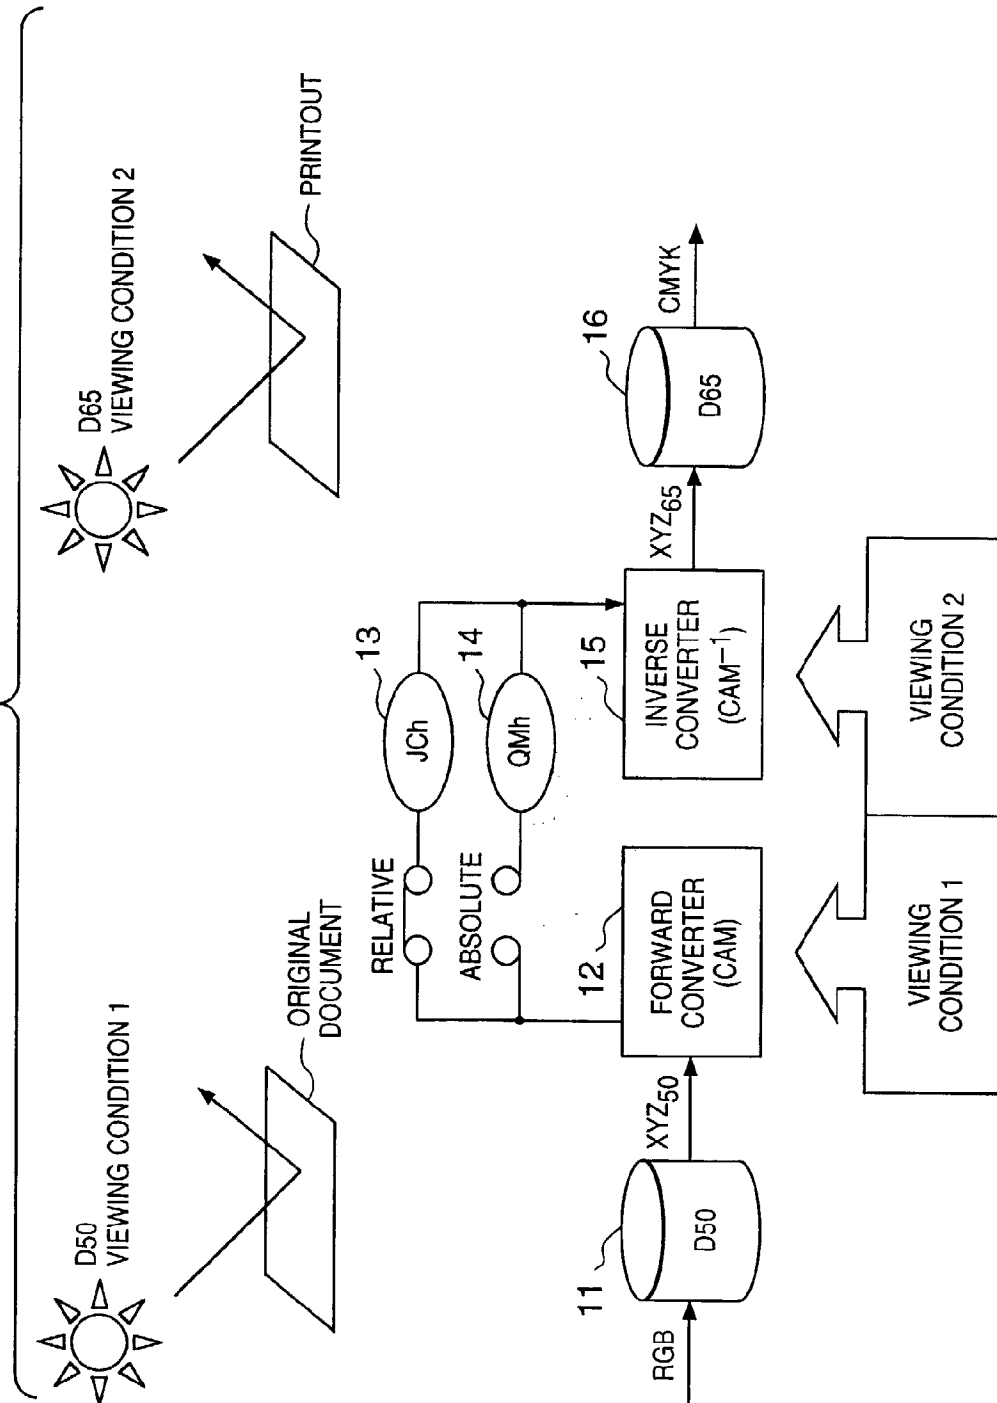 D50
VIEWING CONDITION 1
D65
VIEWING CONDITION 2
ORIGINAL
DOCUMENT
PRINTOUT
RELATIVE
JCh
13
ABSOLUTE
QMh
14
11
12
15
16
RGB
D50
XYZ50
FORWARD
CONVERTER
(CAM)
INVERSE
CONVERTER
(CAM−1)
XYZ65
D65
CMYK
VIEWING
CONDITION 1
VIEWING
CONDITION 2